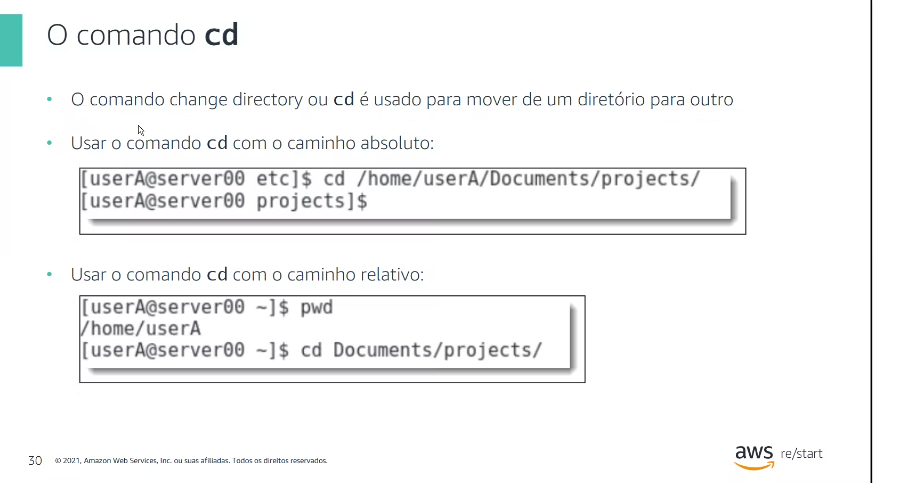 O comando cd
• O comando change directory ou cd é usado para mover de um diretório para outro
• Usar o comando cd com o caminho absoluto:
[userA@server00 etc]$ cd /home/userA/Documents/projects/
[userA@server00 projects]$
• Usar o comando cd com o caminho relativo:
[userA@server00 ~]$ pwd
/home/userA
[userA@server00 ~]$ cd Documents/projects/
30 © 2021, Amazon Web Services, Inc. ou suas afiliadas. Todos os direitos reservados.
aws re/start